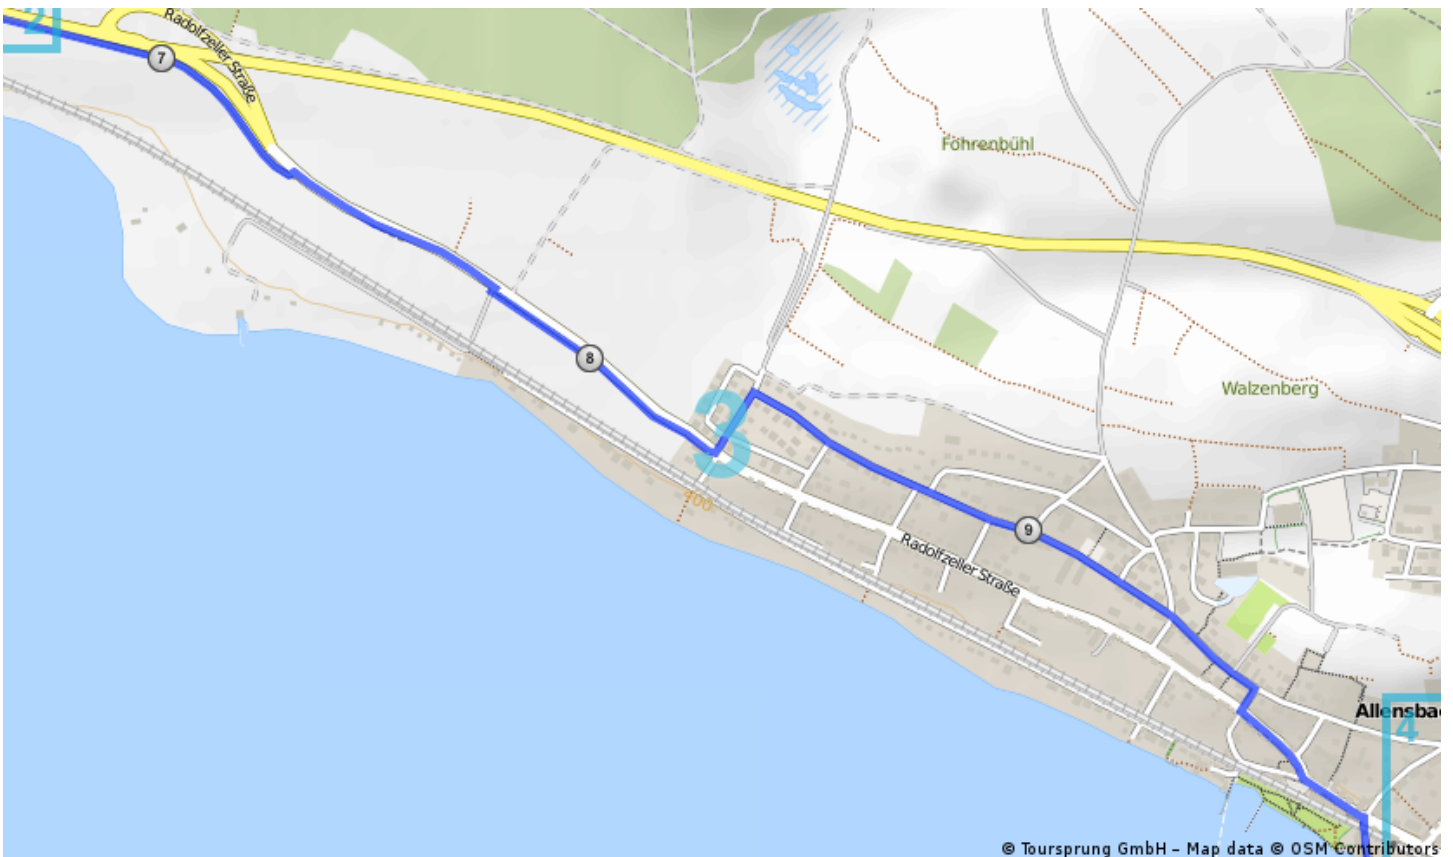 2
Radolfzeller Straße
7
Föhrenbühl
8
Walzenberg
3
400
9
Radolfzeller Straße
Allensba
4
© Toursprung GmbH – Map data © OSM Contributors